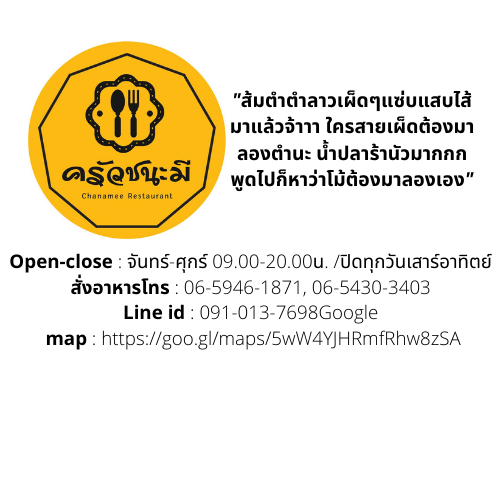 ครัวชนะมี
Chanamee Restaurant
"ส้มตำตำลาวเผ็ดๆแซ่บแสบไส้
มาแล้วจ้าาา ใครสายเผ็ดต้องมา
ลองตำนะ น้ำปลาร้านัวมากกก
พูดไปก็หาว่าโม้ต้องมาลองเอง"
Open-close : จันทร์-ศุกร์ 09.00-20.00น. /ปิดทุกวันเสาร์อาทิตย์
สั่งอาหารโทร : 06-5946-1871, 06-5430-3403
Line id : 091-013-7698Google
map : https://goo.gl/maps/5wW4YJHRmfRhw8zSA